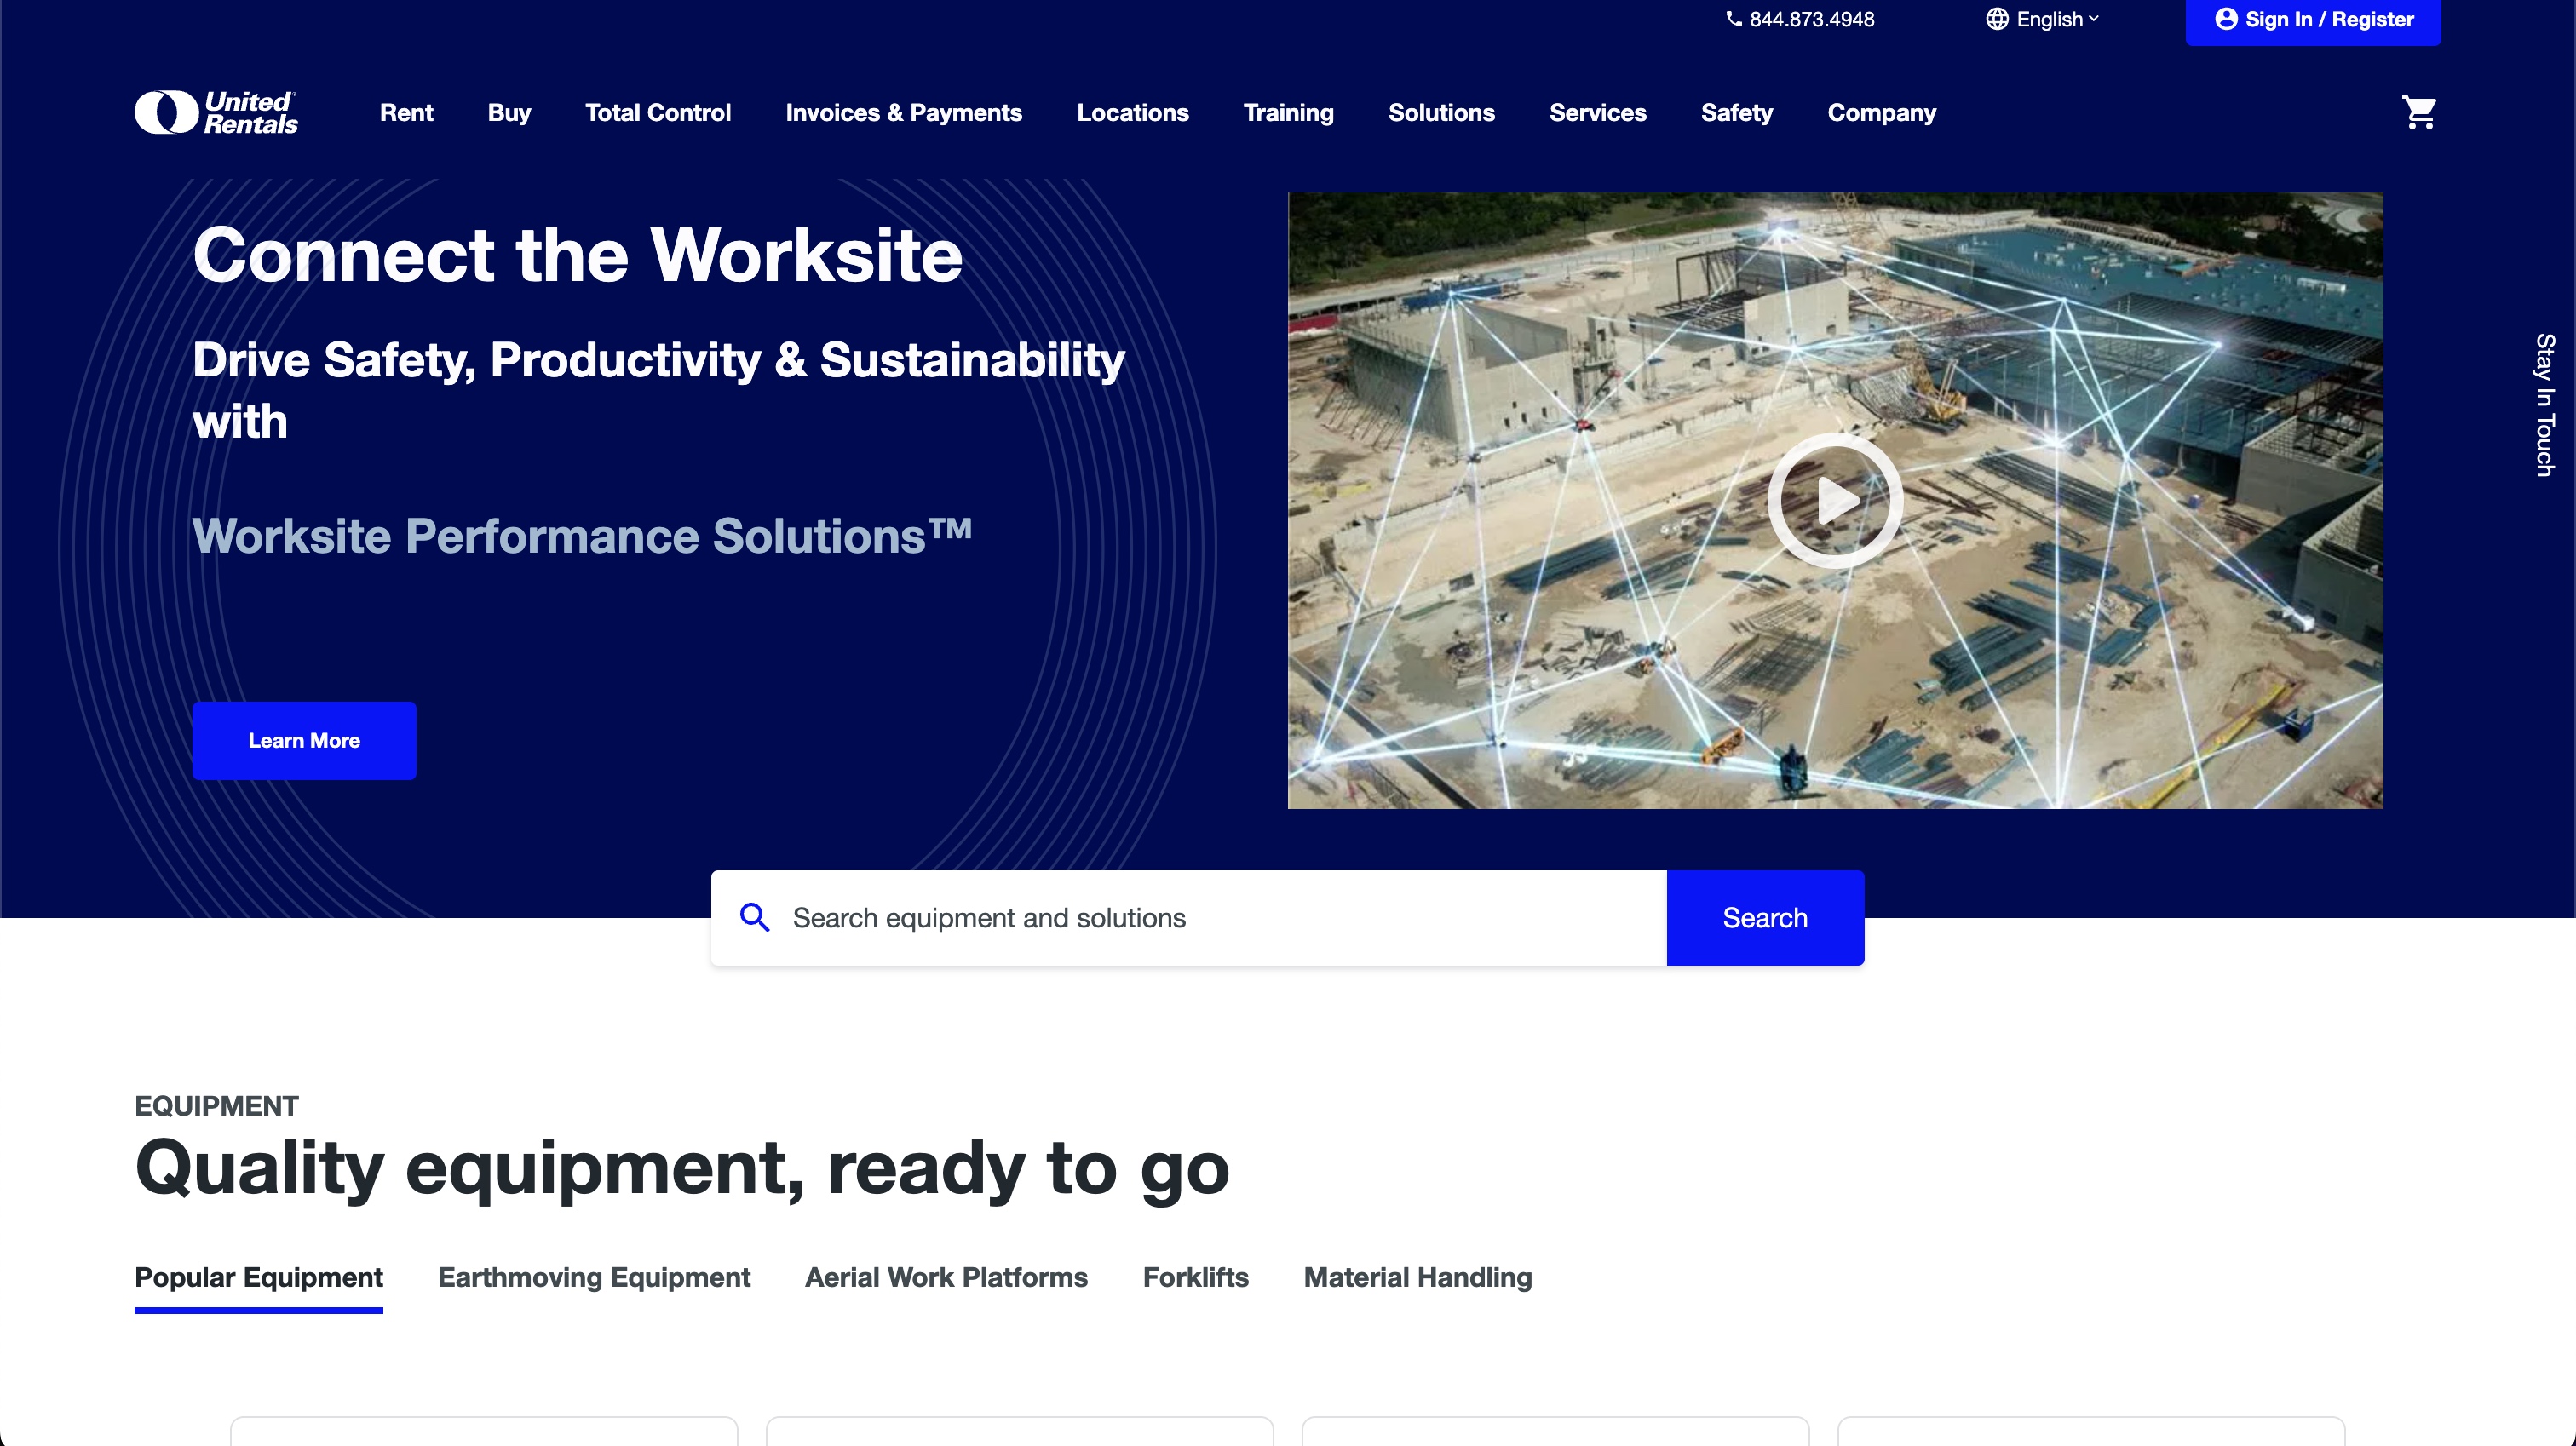 844.873.4948
English
Sign In / Register
United
Rentals
Rent
Buy
Total Control
Invoices & Payments
Locations
Training
Solutions
Services
Safety
Company
Connect the Worksite
Drive Safety, Productivity & Sustainability
with
Worksite Performance Solutions™
Learn More
Stay In Touch
Search equipment and solutions
Search
EQUIPMENT
Quality equipment, ready to go
Popular Equipment
Earthmoving Equipment
Aerial Work Platforms
Forklifts
Material Handling